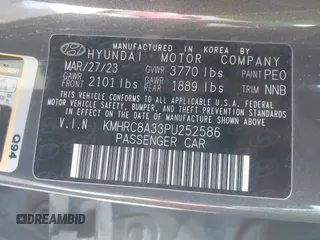 MANUFACTURED IN KOREA BY
HYUNDAI MOTOR COMPANY
MAR/27/23 GVWR 3770 lbs PAINT PE0
GAWR FRONT 2101 lbs GAWR REAR 1889 lbs TRIM NNB
THIS VEHICLE CONFORMS TO ALL APPLICABLE
U.S.A. FEDERAL MOTOR VEHICLE SAFETY,
BUMPER, AND THEFT PREVENTION STANDARDS
IN EFFECT ON THE DATE OF MANUFACTURE
SHOWN ABOVE.
V.I.N KMHRC8A33PU252586
PASSENGER CAR
Q94
DREAMBID